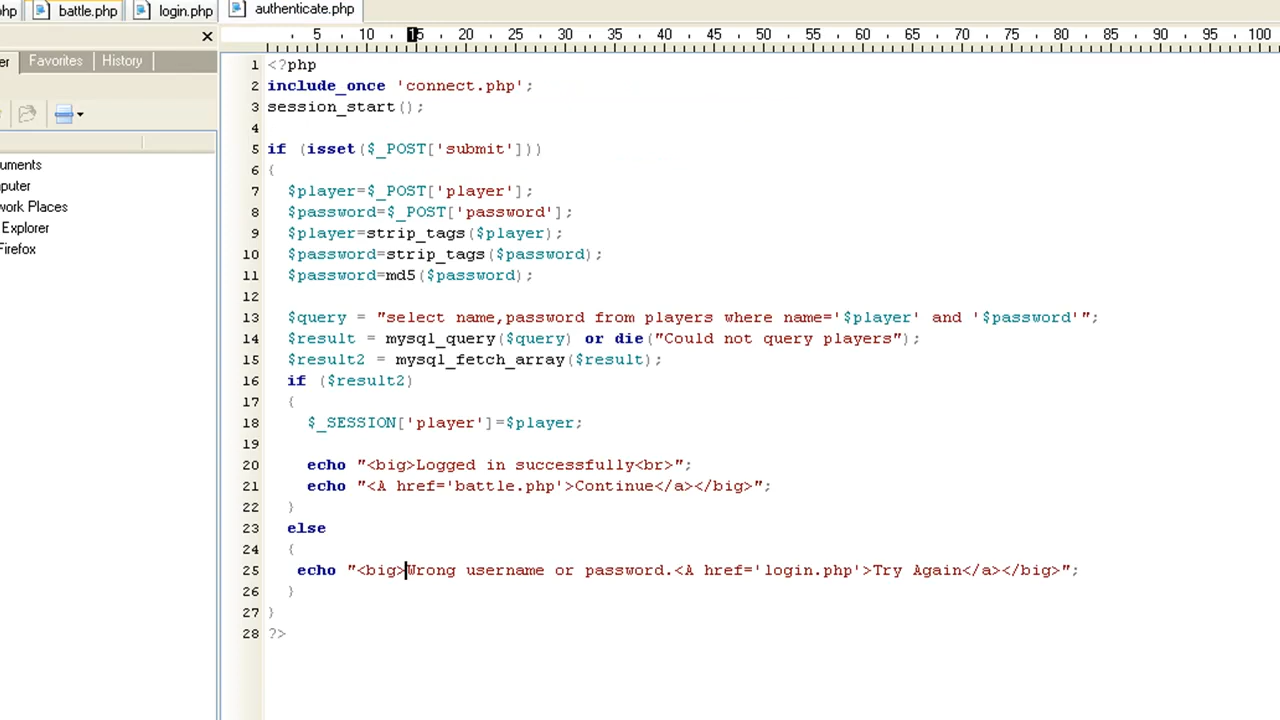 hp battle.php login.php authenticate.php
er Favorites History
5 10 15 20 25 30 35 40 45 50 55 60 65 70 75 80 85 90 95 100
uments
mputer
work Places
Explorer
Firefox
1 <?php
2 include_once 'connect.php';
3 session_start();
4
5 if (isset($_POST['submit']))
6 {
7 $player=$_POST['player'];
8 $password=$_POST['password'];
9 $player=strip_tags($player);
10 $password=strip_tags($password);
11 $password=md5($password);
12
13 $query = "select name,password from players where name='$player' and '$password'";
14 $result = mysql_query($query) or die("Could not query players");
15 $result2 = mysql_fetch_array($result);
16 if ($result2)
17 {
18 $_SESSION['player']=$player;
19
20 echo "<big>Logged in successfully<br>";
21 echo "<A href='battle.php'>Continue</a></big>";
22 }
23 else
24 {
25 echo "<big>Wrong username or password.<A href='login.php'>Try Again</a></big>";
26 }
27 }
28 ?>